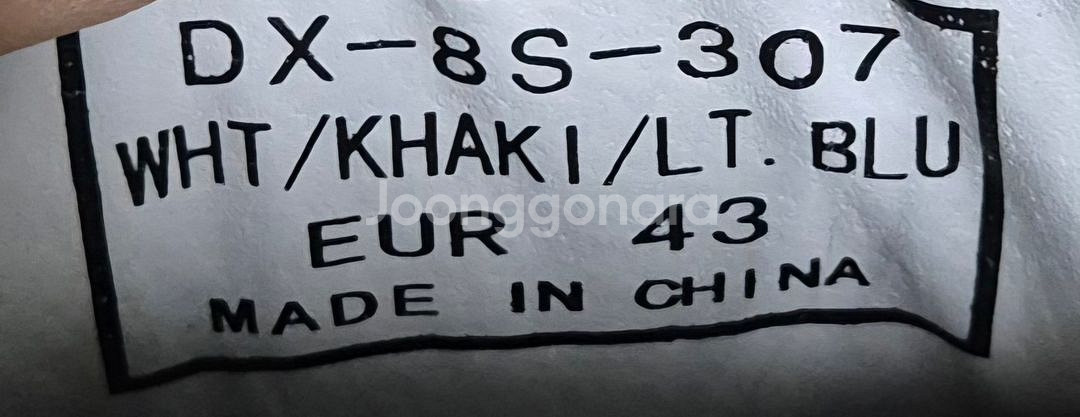 DX-8S-307
WHT/KHAKI/LT. BLU
Joonggonara
EUR 43
MADE IN CHINA